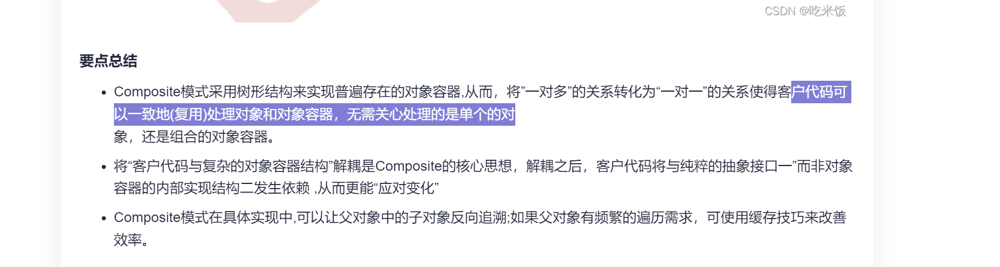 CSDN @吃米饭
要点总结
Composite模式采用树形结构来实现普遍存在的对象容器,从而，将”一对多”的关系转化为“一对一”的关系使得客户代码可
以一致地(复用)处理对象和对象容器，无需关心处理的是单个的对
象，还是组合的对象容器。
将“客户代码与复杂的对象容器结构”解耦是Composite的核心思想，解耦之后，客户代码将与纯粹的抽象接口一”而非对象
容器的内部实现结构二发生依赖 ,从而更能“应对变化”
Composite模式在具体实现中,可以让父对象中的子对象反向追溯;如果父对象有频繁的遍历需求，可使用缓存技巧来改善
效率。